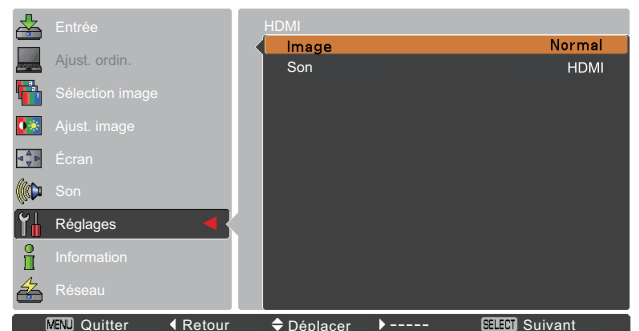 Entrée
Ajust. ordin.
Sélection image
Ajust. image
Écran
Son
Réglages
Information
Réseau
HDMI
Image Normal
Son HDMI
MENU Quitter Retour Déplacer ----- SELECT Suivant